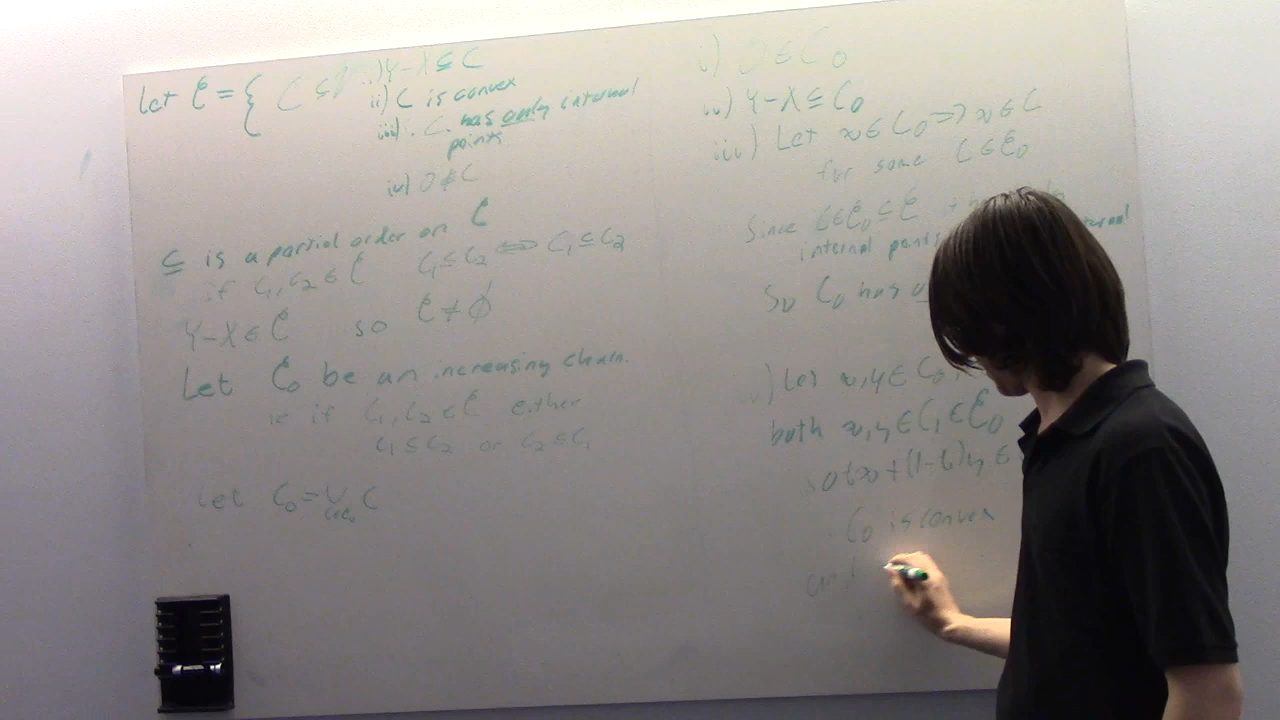 Let 𝒞 = { C ⊆ i) Y-X ⊆ C
ii) C is convex
iii) C has only internal
points
iv) 0 ∉ C
⊆ is a partial order on 𝒞
if C₁, C₂ ∈ 𝒞 C₁ ≤ C₂ ⟺ C₁ ⊆ C₂
Y-X ∈ 𝒞 so 𝒞 ≠ ∅
Let 𝒞₀ be an increasing chain.
ie if C₁, C₂ ∈ 𝒞 either
C₁ ≤ C₂ or C₂ ≤ C₁
Let C₀ = ∪ C
C∈𝒞₀
i) 0 ∈ C₀
ii) Y-X ⊆ C₀
iii) Let x ∈ C₀ => x ∈ C
for some C ∈ 𝒞₀
Since C ∈ 𝒞₀ ⊆ 𝒞 it
internal points
So C₀ has
Let x, y ∈ C₀,
both x, y ∈ C₁ ∈ 𝒞₀
so tx + (1-t)y ∈
C₀ is convex
and